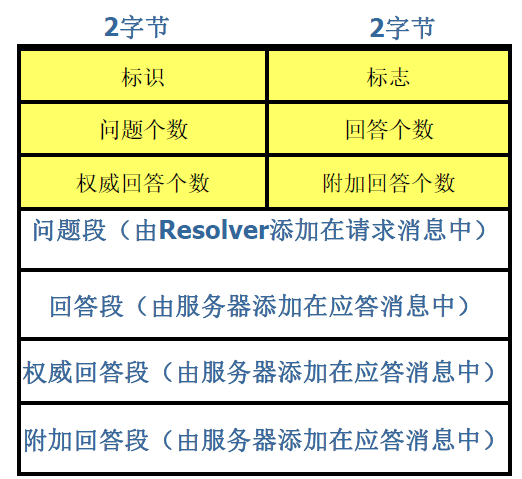 2字节 2字节
标识 标志
问题个数 回答个数
权威回答个数 附加回答个数
问题段（由Resolver添加在请求消息中）
回答段（由服务器添加在应答消息中）
权威回答段（由服务器添加在应答消息中）
附加回答段（由服务器添加在应答消息中）